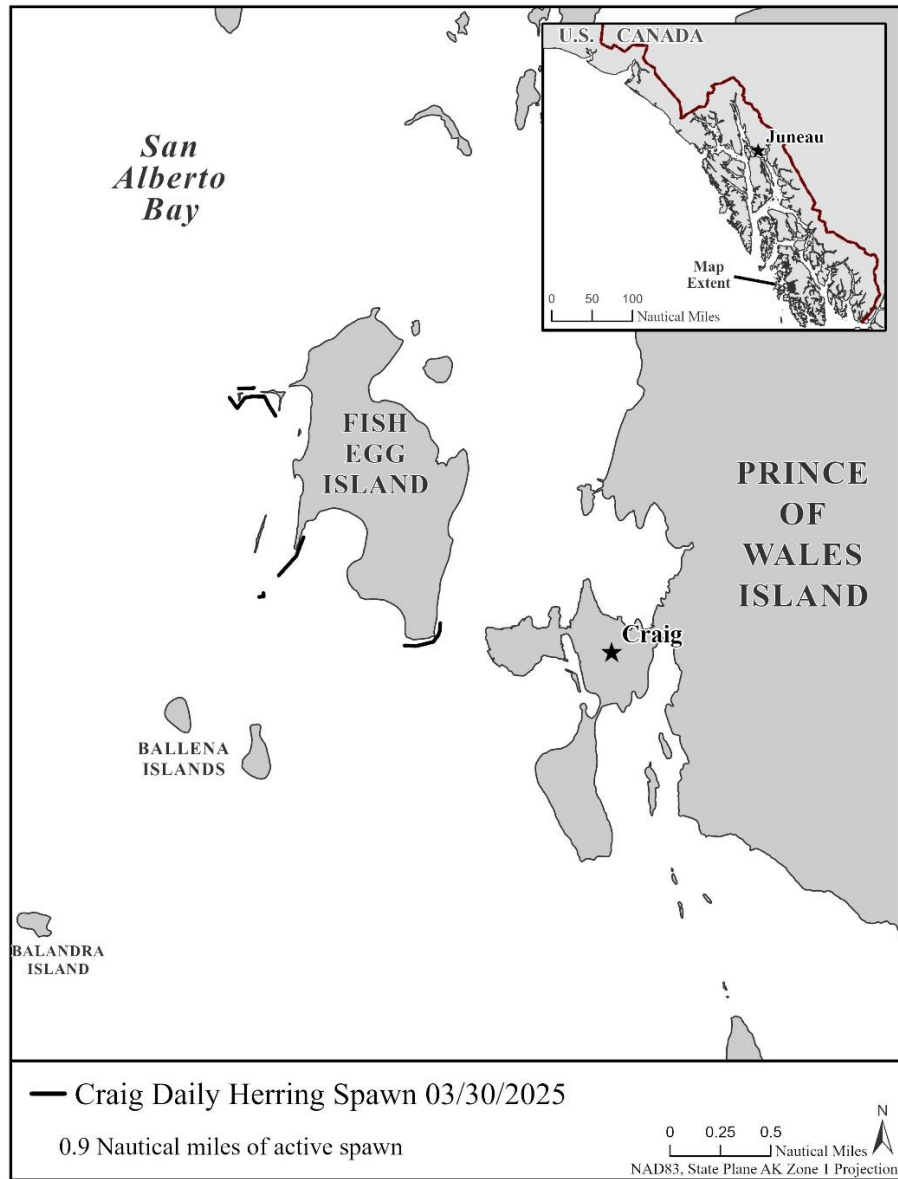 U.S.
CANADA
Juneau
Map
Extent
0 50 100
Nautical Miles
San
Alberto
Bay
FISH
EGG
ISLAND
PRINCE
OF
WALES
ISLAND
Craig
BALLENA
ISLANDS
BALANDRA
ISLAND
Craig Daily Herring Spawn 03/30/2025
0.9 Nautical miles of active spawn
N
0 0.25 0.5
Nautical Miles
NAD83, State Plane AK Zone 1 Projection